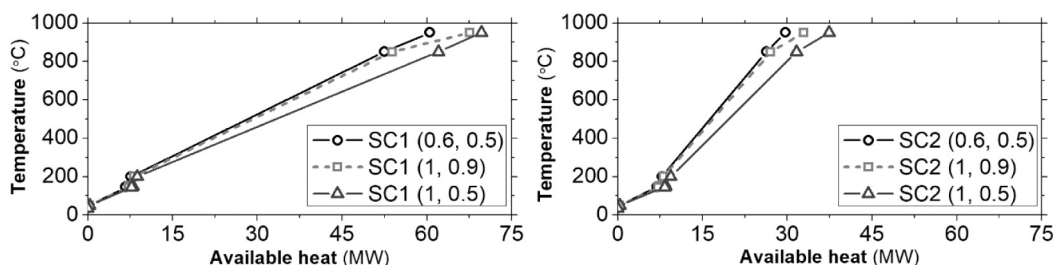 1000
800
600
400
200
0
Temperature (°C)
SC1 (0.6, 0.5)
SC1 (1, 0.9)
SC1 (1, 0.5)
0 15 30 45 60 75
Available heat (MW)
1000
800
600
400
200
0
Temperature (°C)
SC2 (0.6, 0.5)
SC2 (1, 0.9)
SC2 (1, 0.5)
0 15 30 45 60 75
Available heat (MW)